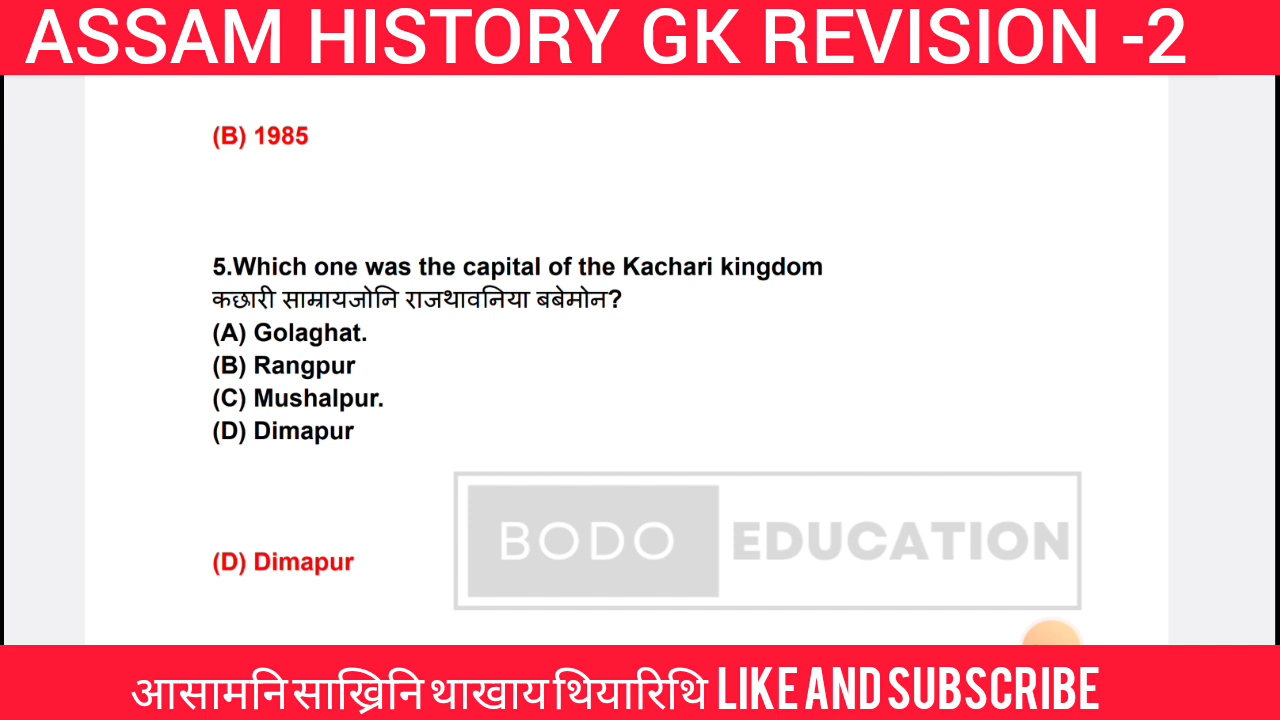 ASSAM HISTORY GK REVISION -2
(B) 1985
5.Which one was the capital of the Kachari kingdom
कछारी साम्रायजोनि राजथावनिया बबेमोन?
(A) Golaghat.
(B) Rangpur
(C) Mushalpur.
(D) Dimapur
BODO EDUCATION
(D) Dimapur
आसामनि साख्रिनि थाखाय थियारिथि LIKE AND SUBSCRIBE